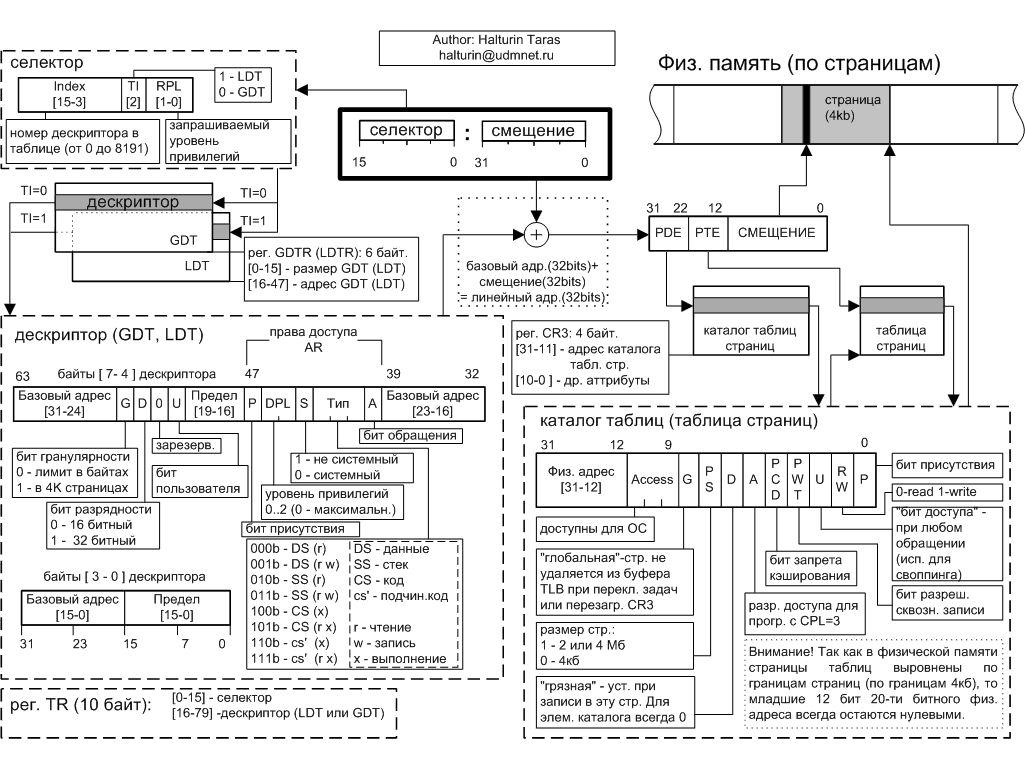 Author: Halturin Taras
halturin@udmnet.ru
селектор
Index
[15-3]
TI
[2]
RPL
[1-0]
1 - LDT
0 - GDT
номер дескриптора в
таблице (от 0 до 8191)
запрашиваемый
уровень
привилегий
селектор : смещение
15 0 31 0
Физ. память (по страницам)
страница
(4kb)
TI=0
TI=1
дескриптор
TI=0
TI=1
GDT
LDT
рег. GDTR (LDTR): 6 байт.
[0-15] - размер GDT (LDT)
[16-47] - адрес GDT (LDT)
+
базовый адр.(32bits)+
смещение(32bits)
= линейный адр.(32bits)
31 22 12 0
PDE PTE СМЕЩЕНИЕ
каталог таблиц
страниц
таблица
страниц
рег. CR3: 4 байт.
[31-11] - адрес каталога
табл. стр.
[10-0 ] - др. аттрибуты
дескриптор (GDT, LDT)
права доступа
AR
63 байты [ 7- 4 ] дескриптора 47 39 32
Базовый адрес
[31-24]
G D 0 U
Предел
[19-16]
P DPL S Тип A
Базовый адрес
[23-16]
бит обращения
зарезерв.
бит гранулярности
0 - лимит в байтах
1 - в 4К страницах
бит
пользователя
1 - не системный
0 - системный
бит разрядности
0 - 16 битный
1 - 32 битный
уровень привилегий
0..2 (0 - максимальн.)
бит присутствия
000b - DS (r)
001b - DS (r w)
010b - SS (r)
011b - SS (r w)
100b - CS (x)
101b - CS (r x)
110b - cs' (x)
111b - cs' (r x)
DS - данные
SS - стек
CS - код
cs' - подчин.код
r - чтение
w - запись
x - выполнение
байты [ 3 - 0 ] дескриптора
Базовый адрес
[15-0]
Предел
[15-0]
31 23 15 7 0
рег. TR (10 байт):
[0-15] - селектор
[16-79] -дескриптор (LDT или GDT)
каталог таблиц (таблица страниц)
31 12 9 0
Физ. адрес
[31-12]
Access
G
PS
D
A
PCD
PWT
U
RW
P
бит присутствия
0-read 1-write
"бит доступа" -
при любом
обращении
(исп. для
своппинга)
доступны для ОС
"глобальная"-стр. не
удаляется из буфера
TLB при перекл. задач
или перезагр. CR3
бит запрета
кэширования
бит разреш.
сквозн. записи
разр. доступа для
прогр. с CPL=3
размер стр.:
1 - 2 или 4 Мб
0 - 4кб
"грязная" - уст. при
записи в эту стр. Для
элем. каталога всегда 0
Внимание! Так как в физической памяти
страницы таблиц выровнены по
границам страниц (по границам 4кб), то
младшие 12 бит 20-ти битного физ.
адреса всегда остаются нулевыми.